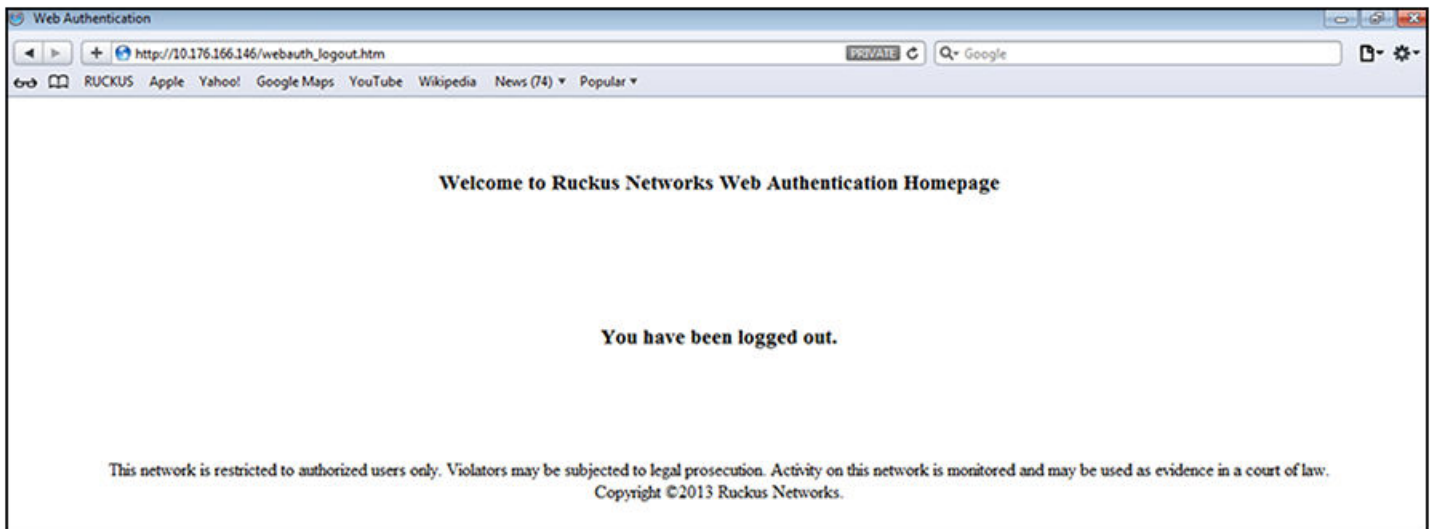 Web Authentication
http://10.176.166.146/webauth_logout.htm PRIVATE Google
RUCKUS Apple Yahoo! Google Maps YouTube Wikipedia News (74) ▼ Popular ▼
Welcome to Ruckus Networks Web Authentication Homepage
You have been logged out.
This network is restricted to authorized users only. Violators may be subjected to legal prosecution. Activity on this network is monitored and may be used as evidence in a court of law.
Copyright ©2013 Ruckus Networks.